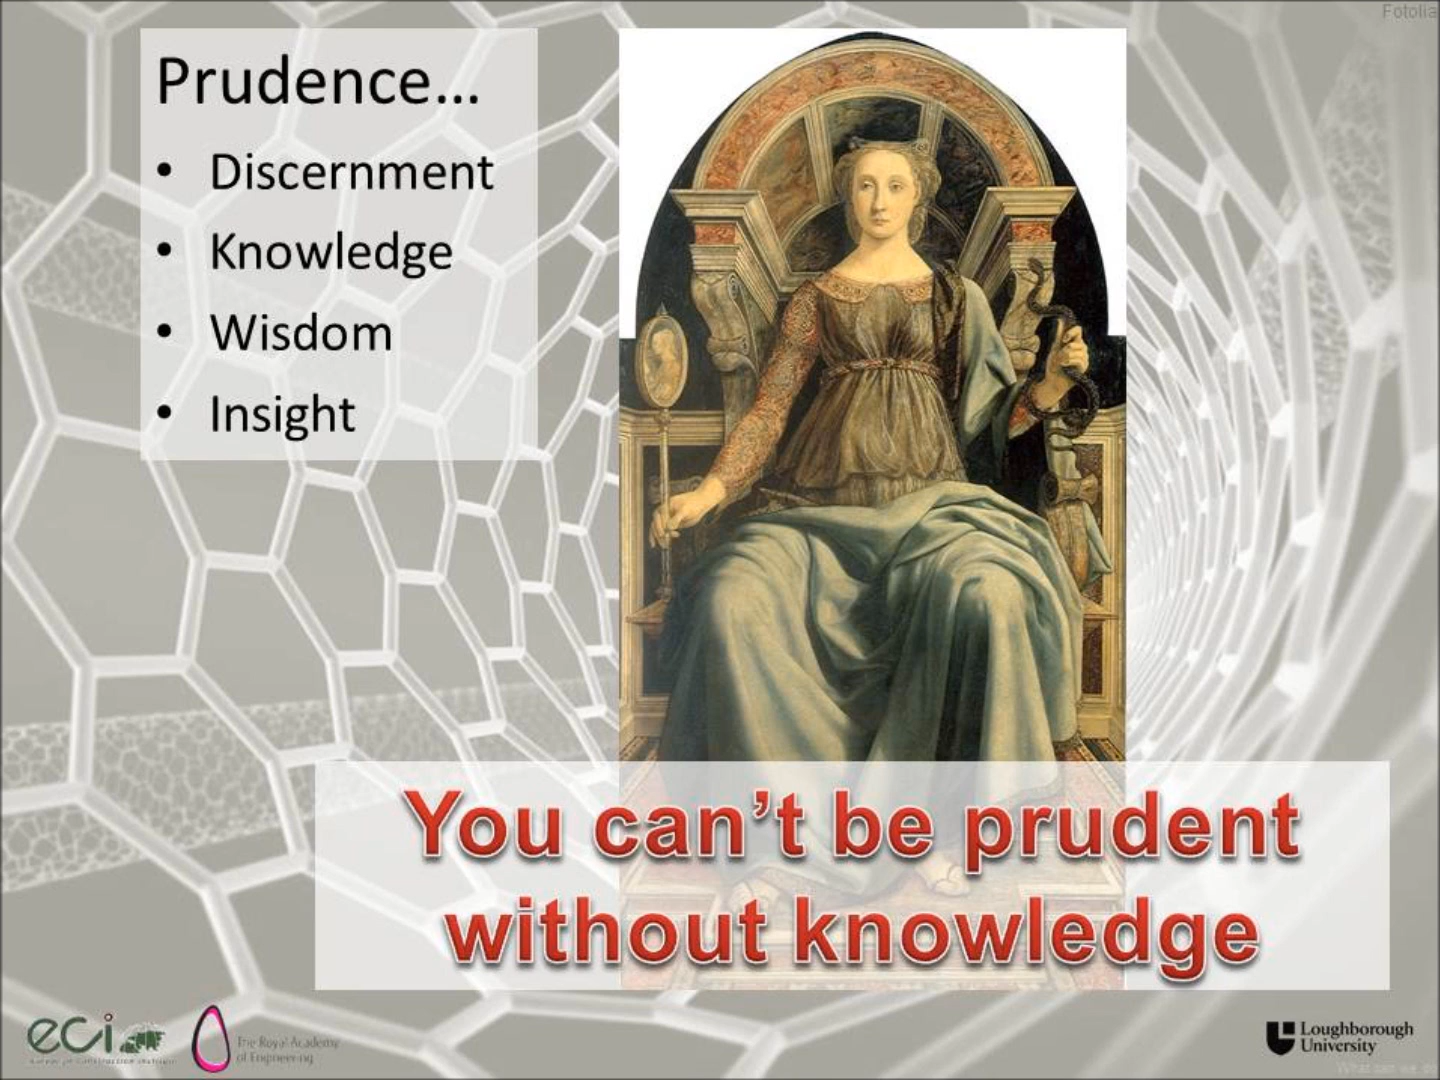 Fotolia
Prudence...
• Discernment
• Knowledge
• Wisdom
• Insight
You can't be prudent
without knowledge
eci
The Royal Academy
of Engineering
Loughborough
University